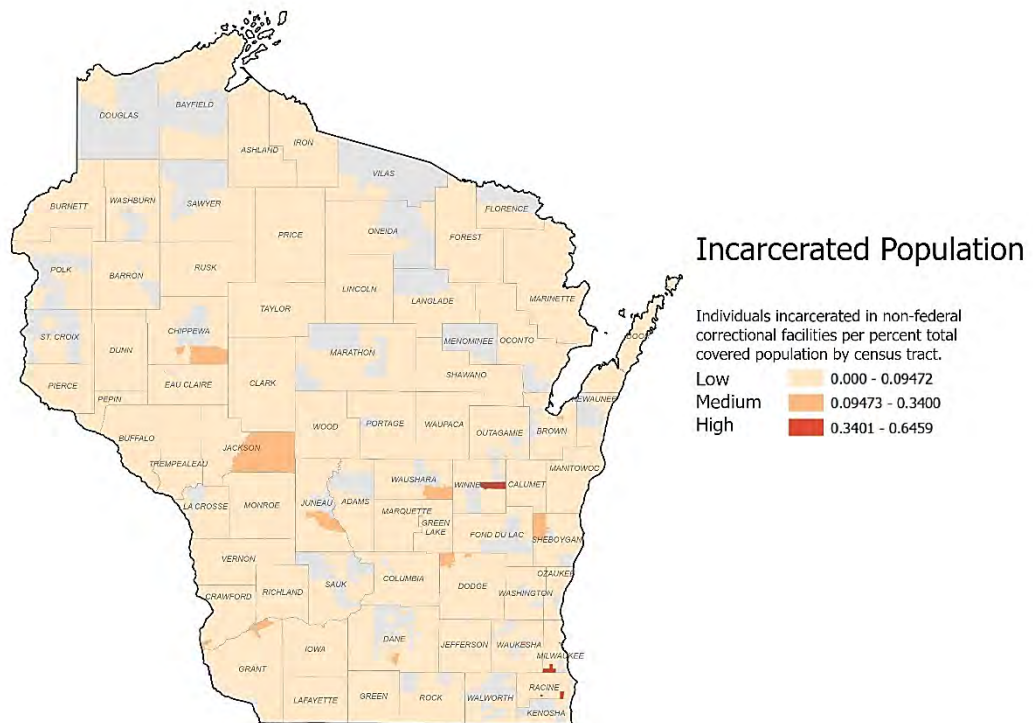 DOUGLAS
BAYFIELD
ASHLAND
IRON
VILAS
BURNETT
WASHBURN
SAWYER
FLORENCE
ONEIDA
PRICE
FOREST
POLK
BARRON
RUSK
LINCOLN
LANGLADE
MARINETTE
TAYLOR
ST. CROIX
CHIPPEWA
DUNN
MARATHON
MENOMINEE
OCONTO
PIERCE
EAU CLAIRE
CLARK
SHAWANO
PEPIN
BUFFALO
WOOD
PORTAGE
WAUPACA
OUTAGAMIE
BROWN
JACKSON
TREMPEALEAU
MANITOWOC
LA CROSSE
MONROE
JUNEAU
ADAMS
WAUSHARA
WINNE
CALUMET
MARQUETTE
GREEN
LAKE
FOND DU LAC
SHEBOYGAN
VERNON
RICHLAND
SAUK
COLUMBIA
DODGE
OZAUKEE
WASHINGTON
CRAWFORD
IOWA
DANE
JEFFERSON
WAUKESHA
MILWAUKEE
GRANT
LAFAYETTE
GREEN
ROCK
WALWORTH
RACINE
KENOSHA
Incarcerated Population
Individuals incarcerated in non-federal
correctional facilities per percent total
covered population by census tract.
Low 0.000 - 0.09472
Medium 0.09473 - 0.3400
High 0.3401 - 0.6459